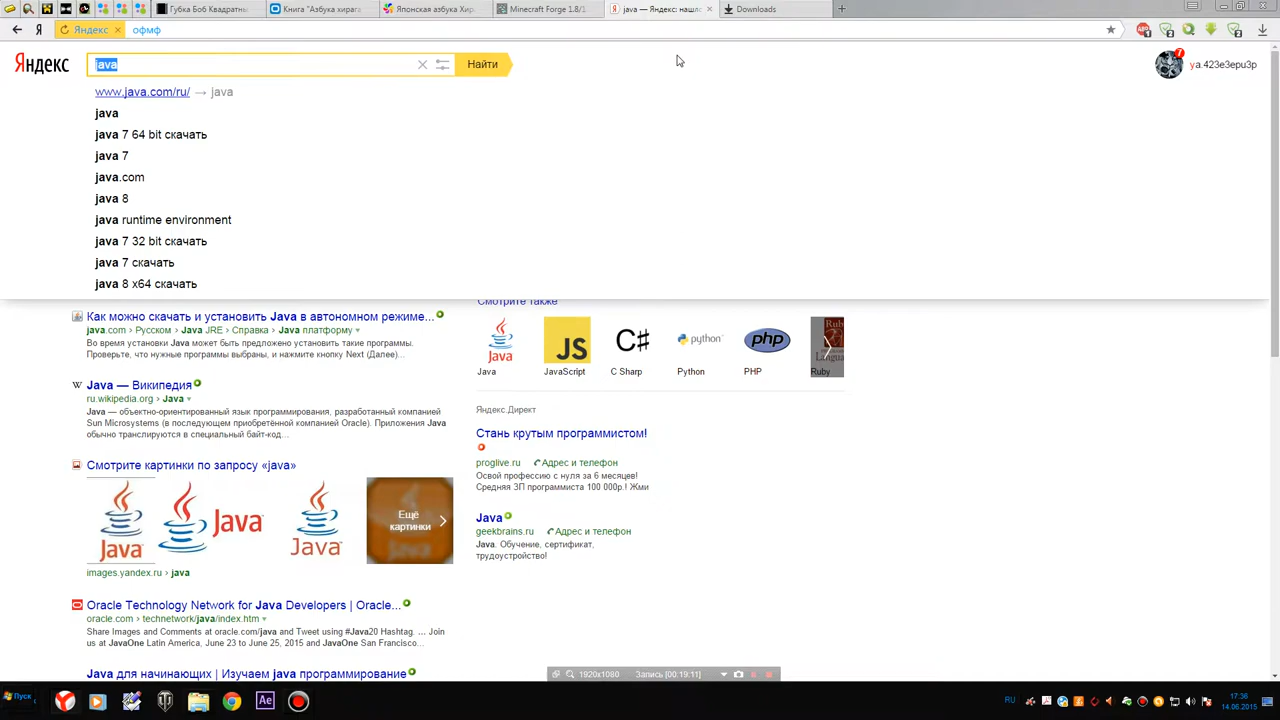 Губка Боб Квадратны
Книга "Азбука хирага
Японская азбука Хир.
Minecraft Forge 1.8/1.
java — Яндекс: нашло
Downloads
Яндекс
офмф
Яндекс
java
Найти
7
ya.423e3epu3p
www.java.com/ru/ → java
java
java 7 64 bit скачать
java 7
java.com
java 8
java runtime environment
java 7 32 bit скачать
java 7 скачать
java 8 x64 скачать
Как можно скачать и установить Java в автономном режиме...
java.com › Русском › Java JRE › Справка › Java платформу
Во время установки Java может быть предложено установить такие программы.
Проверьте, что нужные программы выбраны, и нажмите кнопку Next (Далее)...
Java — Википедия
ru.wikipedia.org › Java
Java — объектно-ориентированный язык программирования, разработанный компанией
Sun Microsystems (в последующем приобретённой компанией Oracle). Приложения Java
обычно транслируются в специальный байт-код...
Смотрите картинки по запросу «java»
Java
Java
Java
Ещё
картинки
images.yandex.ru › java
Oracle Technology Network for Java Developers | Oracle...
oracle.com › technetwork/java/index.htm
Share Images and Comments at oracle.com/java and Tweet using #Java20 Hashtag. ... Join
us at JavaOne Latin America, June 23 to June 25, 2015 and JavaOne San Francisco...
Java для начинающих | Изучаем java программирование
Смотрите также
Java
JS
C#
python
php
Java
JavaScript
C Sharp
Python
PHP
Ruby
Яндекс.Директ
Стань крутым программистом!
proglive.ru
Адрес и телефон
Освой профессию с нуля за 6 месяцев!
Средняя ЗП программиста 100 000р.! Жми
Java
geekbrains.ru
Адрес и телефон
Java. Обучение, сертификат,
трудоустройство!
1920x1080
Запись [00:19:11]
Пуск
Ae
RU
17:36
14.06.2015